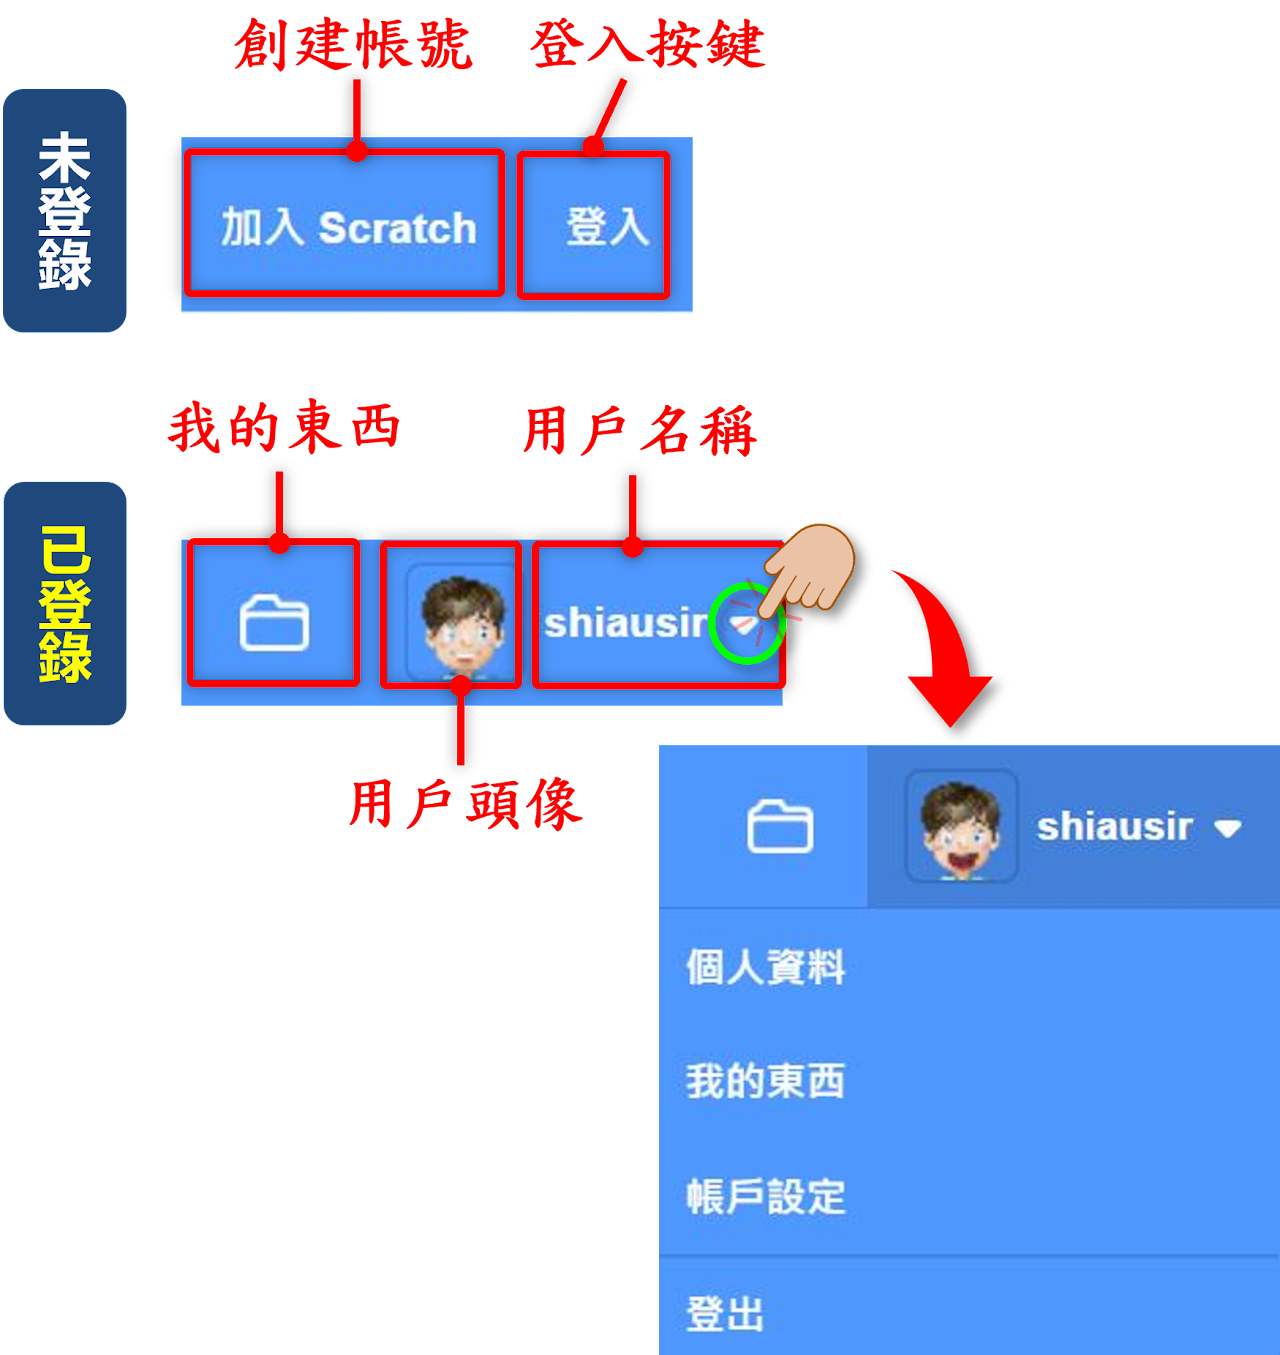 創建帳號 登入按鍵
未登錄
加入 Scratch 登入
我的東西 用戶名稱
已登錄
shiausir
用戶頭像
shiausir
個人資料
我的東西
帳戶設定
登出